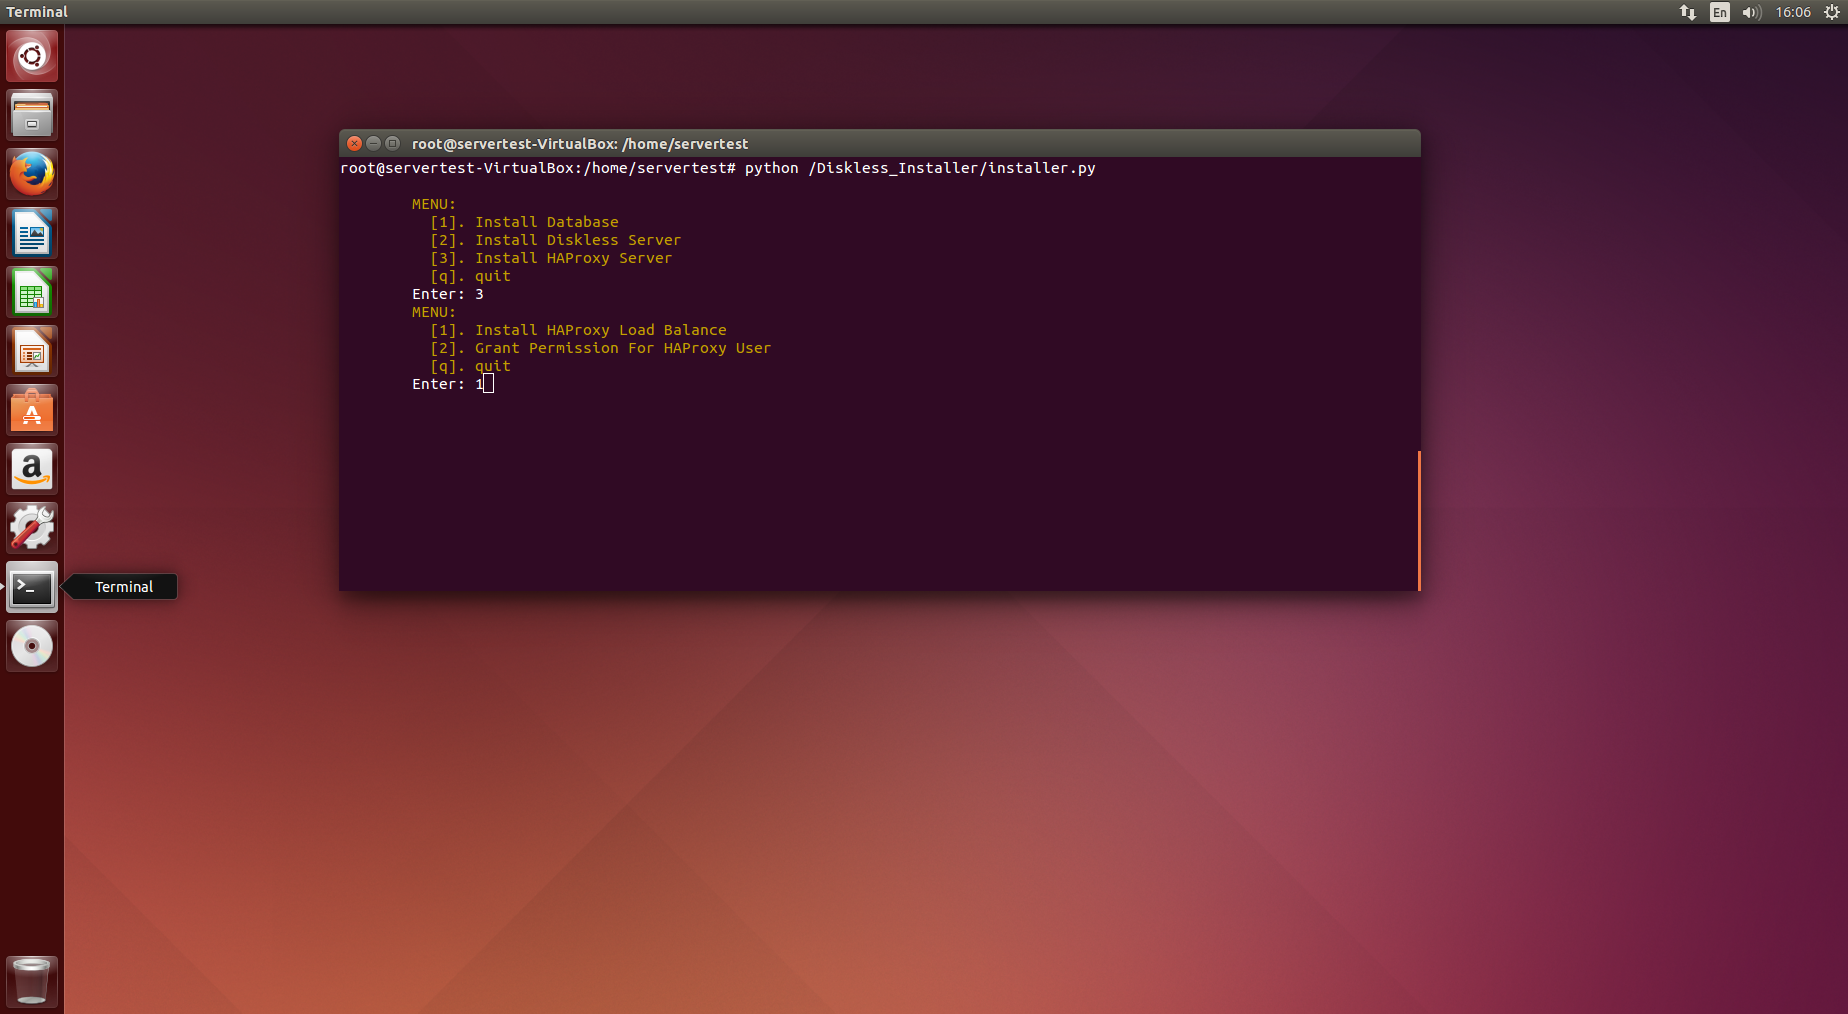 Terminal
En
16:06
root@servertest-VirtualBox: /home/servertest
root@servertest-VirtualBox:/home/servertest# python /Diskless_Installer/installer.py
MENU:
[1]. Install Database
[2]. Install Diskless Server
[3]. Install HAProxy Server
[q]. quit
Enter: 3
MENU:
[1]. Install HAProxy Load Balance
[2]. Grant Permission For HAProxy User
[q]. quit
Enter: 1
Terminal